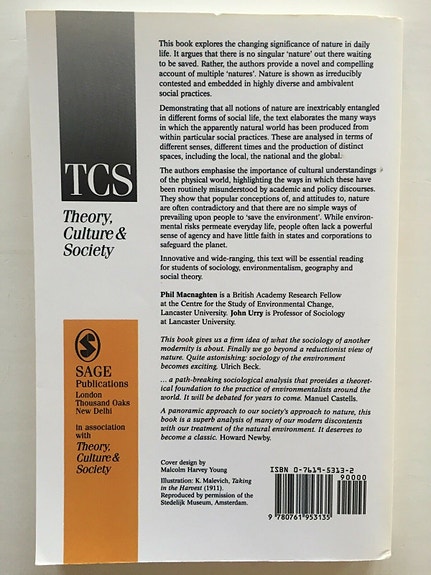 This book explores the changing significance of nature in daily
life. It argues that there is no singular 'nature' out there waiting
to be saved. Rather, the authors provide a novel and compelling
account of multiple 'natures'. Nature is shown as irreducibly
contested and embedded in highly diverse and ambivalent
social practices.
Demonstrating that all notions of nature are inextricably entangled
in different forms of social life, the text elaborates the many ways
in which the apparently natural world has been produced from
within particular social practices. These are analysed in terms of
different senses, different times and the production of distinct
spaces, including the local, the national and the global.
The authors emphasise the importance of cultural understandings
of the physical world, highlighting the ways in which these have
been routinely misunderstood by academic and policy discourses.
They show that popular conceptions of, and attitudes to, nature
are often contradictory and that there are no simple ways of
prevailing upon people to 'save the environment'. While environ-
mental risks permeate everyday life, people often lack a powerful
sense of agency and have little faith in states and corporations to
safeguard the planet.
Innovative and wide-ranging, this text will be essential reading
for students of sociology, environmentalism, geography and
social theory.
Phil Macnaghten is a British Academy Research Fellow
at the Centre for the Study of Environmental Change,
Lancaster University. John Urry is Professor of Sociology
at Lancaster University.
This book gives us a firm idea of what the sociology of another
modernity is about. Finally we go beyond a reductionist view of
nature. Quite astonishing: sociology of the environment
becomes exciting. Ulrich Beck.
... a path-breaking sociological analysis that provides a theoret-
ical foundation to the practice of environmentalists around the
world. It will be debated for years to come. Manuel Castells.
A panoramic approach to our society's approach to nature, this
book is a superb analysis of many of our modern discontents
with our treatment of the natural environment. It deserves to
become a classic. Howard Newby.
Cover design by
Malcolm Harvey Young
Illustration: K. Malevich, Taking
in the Harvest (1911).
Reproduced by permission of the
Stedelijk Museum, Amsterdam.
ISBN 0-7619-5313-2
90000
9 780761 953135
TCS
Theory,
Culture &
Society
S
SAGE
Publications
London
Thousand Oaks
New Delhi
in association
with
Theory,
Culture &
Society